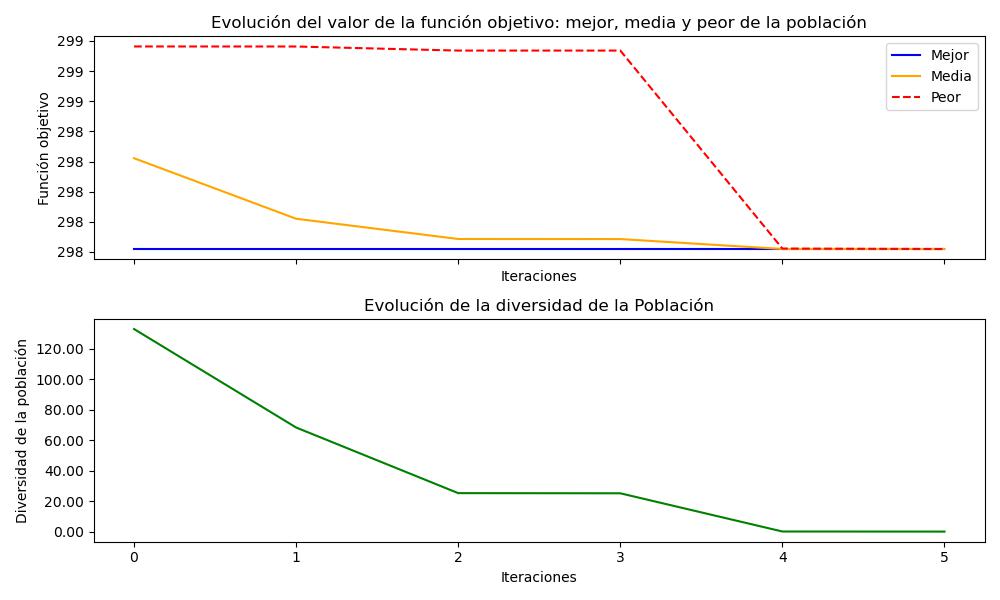 Evolución del valor de la función objetivo: mejor, media y peor de la población
299
299
299
298
298
298
298
298
Función objetivo
Mejor
Media
Peor
Iteraciones
Evolución de la diversidad de la Población
120.00
100.00
80.00
60.00
40.00
20.00
0.00
Diversidad de la población
0 1 2 3 4 5
Iteraciones